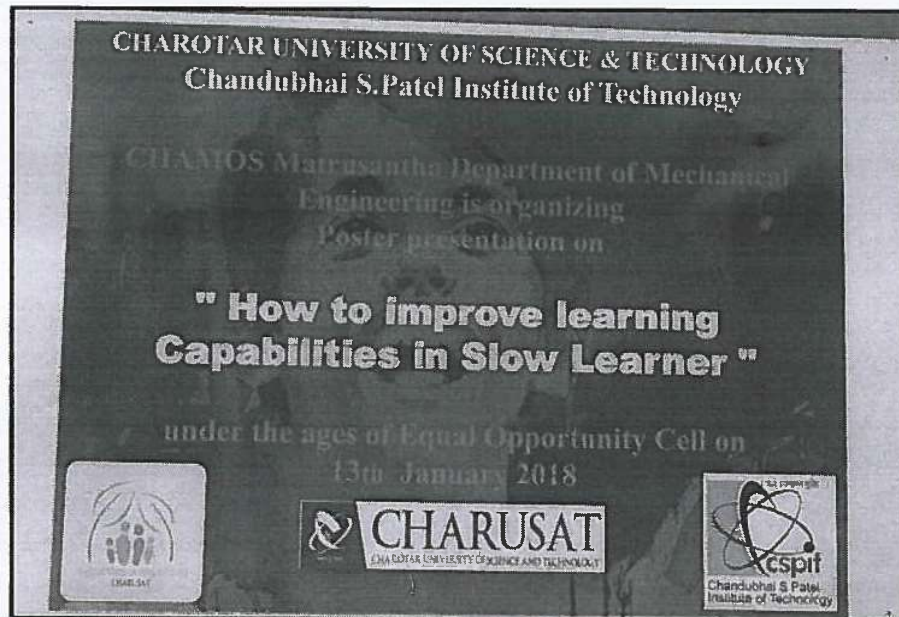 CHAROTAR UNIVERSITY OF SCIENCE & TECHNOLOGY
Chandubhai S.Patel Institute of Technology
CHAMOS Matrusantha Department of Mechanical
Engineering is organizing
Poster presentation on
" How to improve learning
Capabilities in Slow Learner "
under the ages of Equal Opportunity Cell on
13th January 2018
CHARUSAT
CHARUSAT
CHAROTAR UNIVERSITY OF SCIENCE AND TECHNOLOGY
cspit
Chandubhai S Patel
Institute of Technology